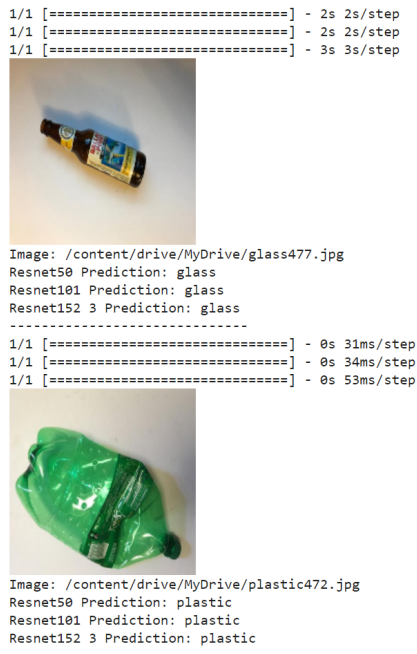 1/1 [==============================] - 2s 2s/step
1/1 [==============================] - 2s 2s/step
1/1 [==============================] - 3s 3s/step
Image: /content/drive/MyDrive/glass477.jpg
Resnet50 Prediction: glass
Resnet101 Prediction: glass
Resnet152 3 Prediction: glass
------------------------------
1/1 [==============================] - 0s 31ms/step
1/1 [==============================] - 0s 34ms/step
1/1 [==============================] - 0s 53ms/step
Image: /content/drive/MyDrive/plastic472.jpg
Resnet50 Prediction: plastic
Resnet101 Prediction: plastic
Resnet152 3 Prediction: plastic